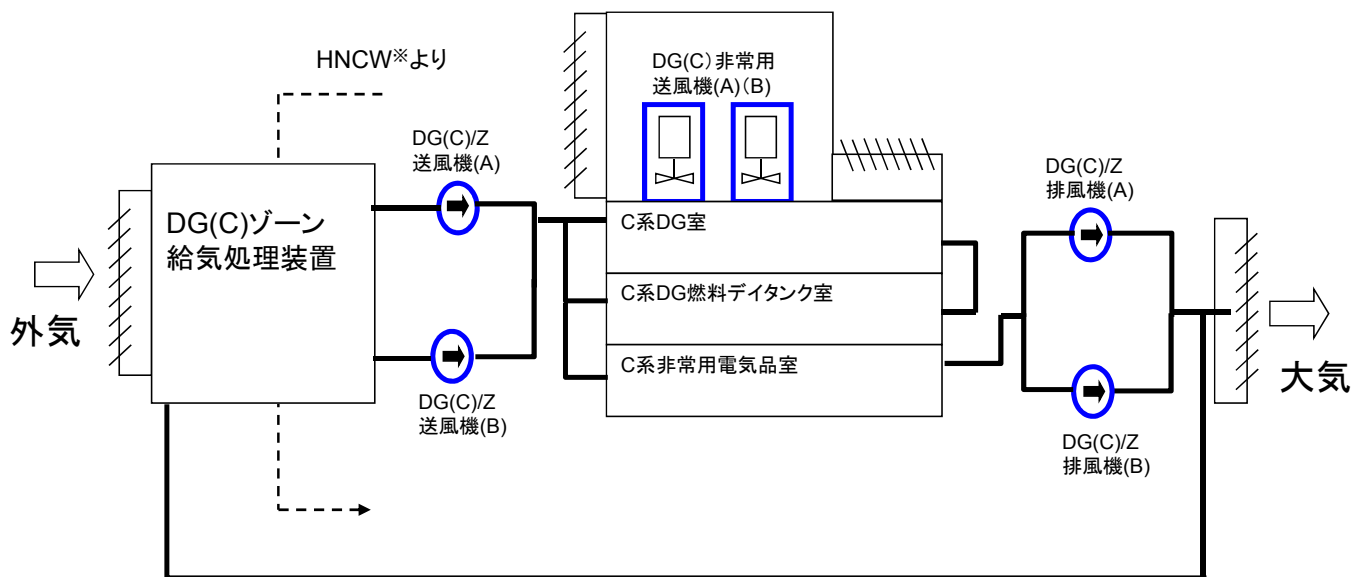 HNCW※より
DG(C)非常用
送風機(A)(B)
DG(C)/Z
送風機(A)
DG(C)/Z
排風機(A)
DG(C)ゾーン
給気処理装置
C系DG室
C系DG燃料デイタンク室
C系非常用電気品室
外気
大気
DG(C)/Z
送風機(B)
DG(C)/Z
排風機(B)